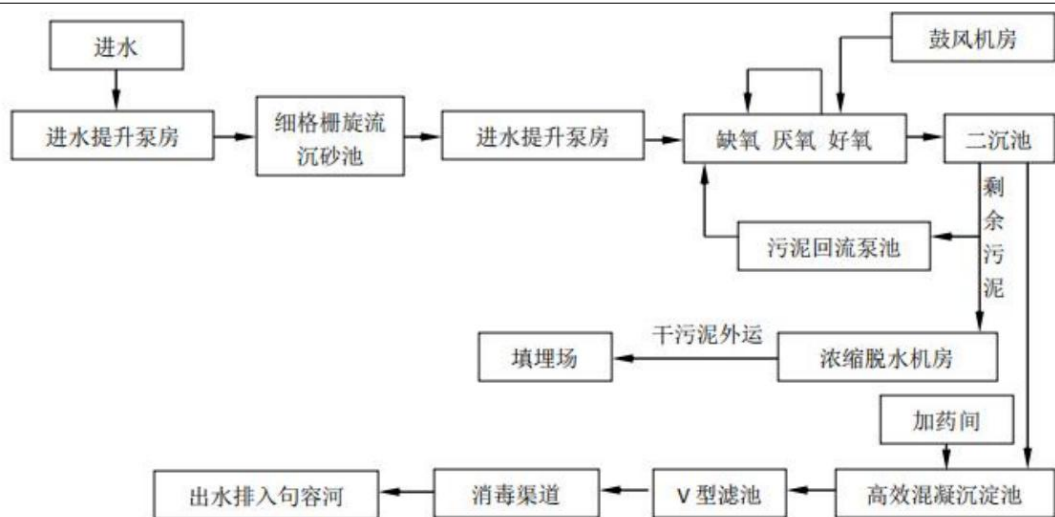 进水
鼓风机房
进水提升泵房
细格栅旋流
沉砂池
进水提升泵房
缺氧 厌氧 好氧
二沉池
剩余污泥
污泥回流泵池
干污泥外运
填埋场
浓缩脱水机房
加药间
出水排入句容河
消毒渠道
V 型滤池
高效混凝沉淀池